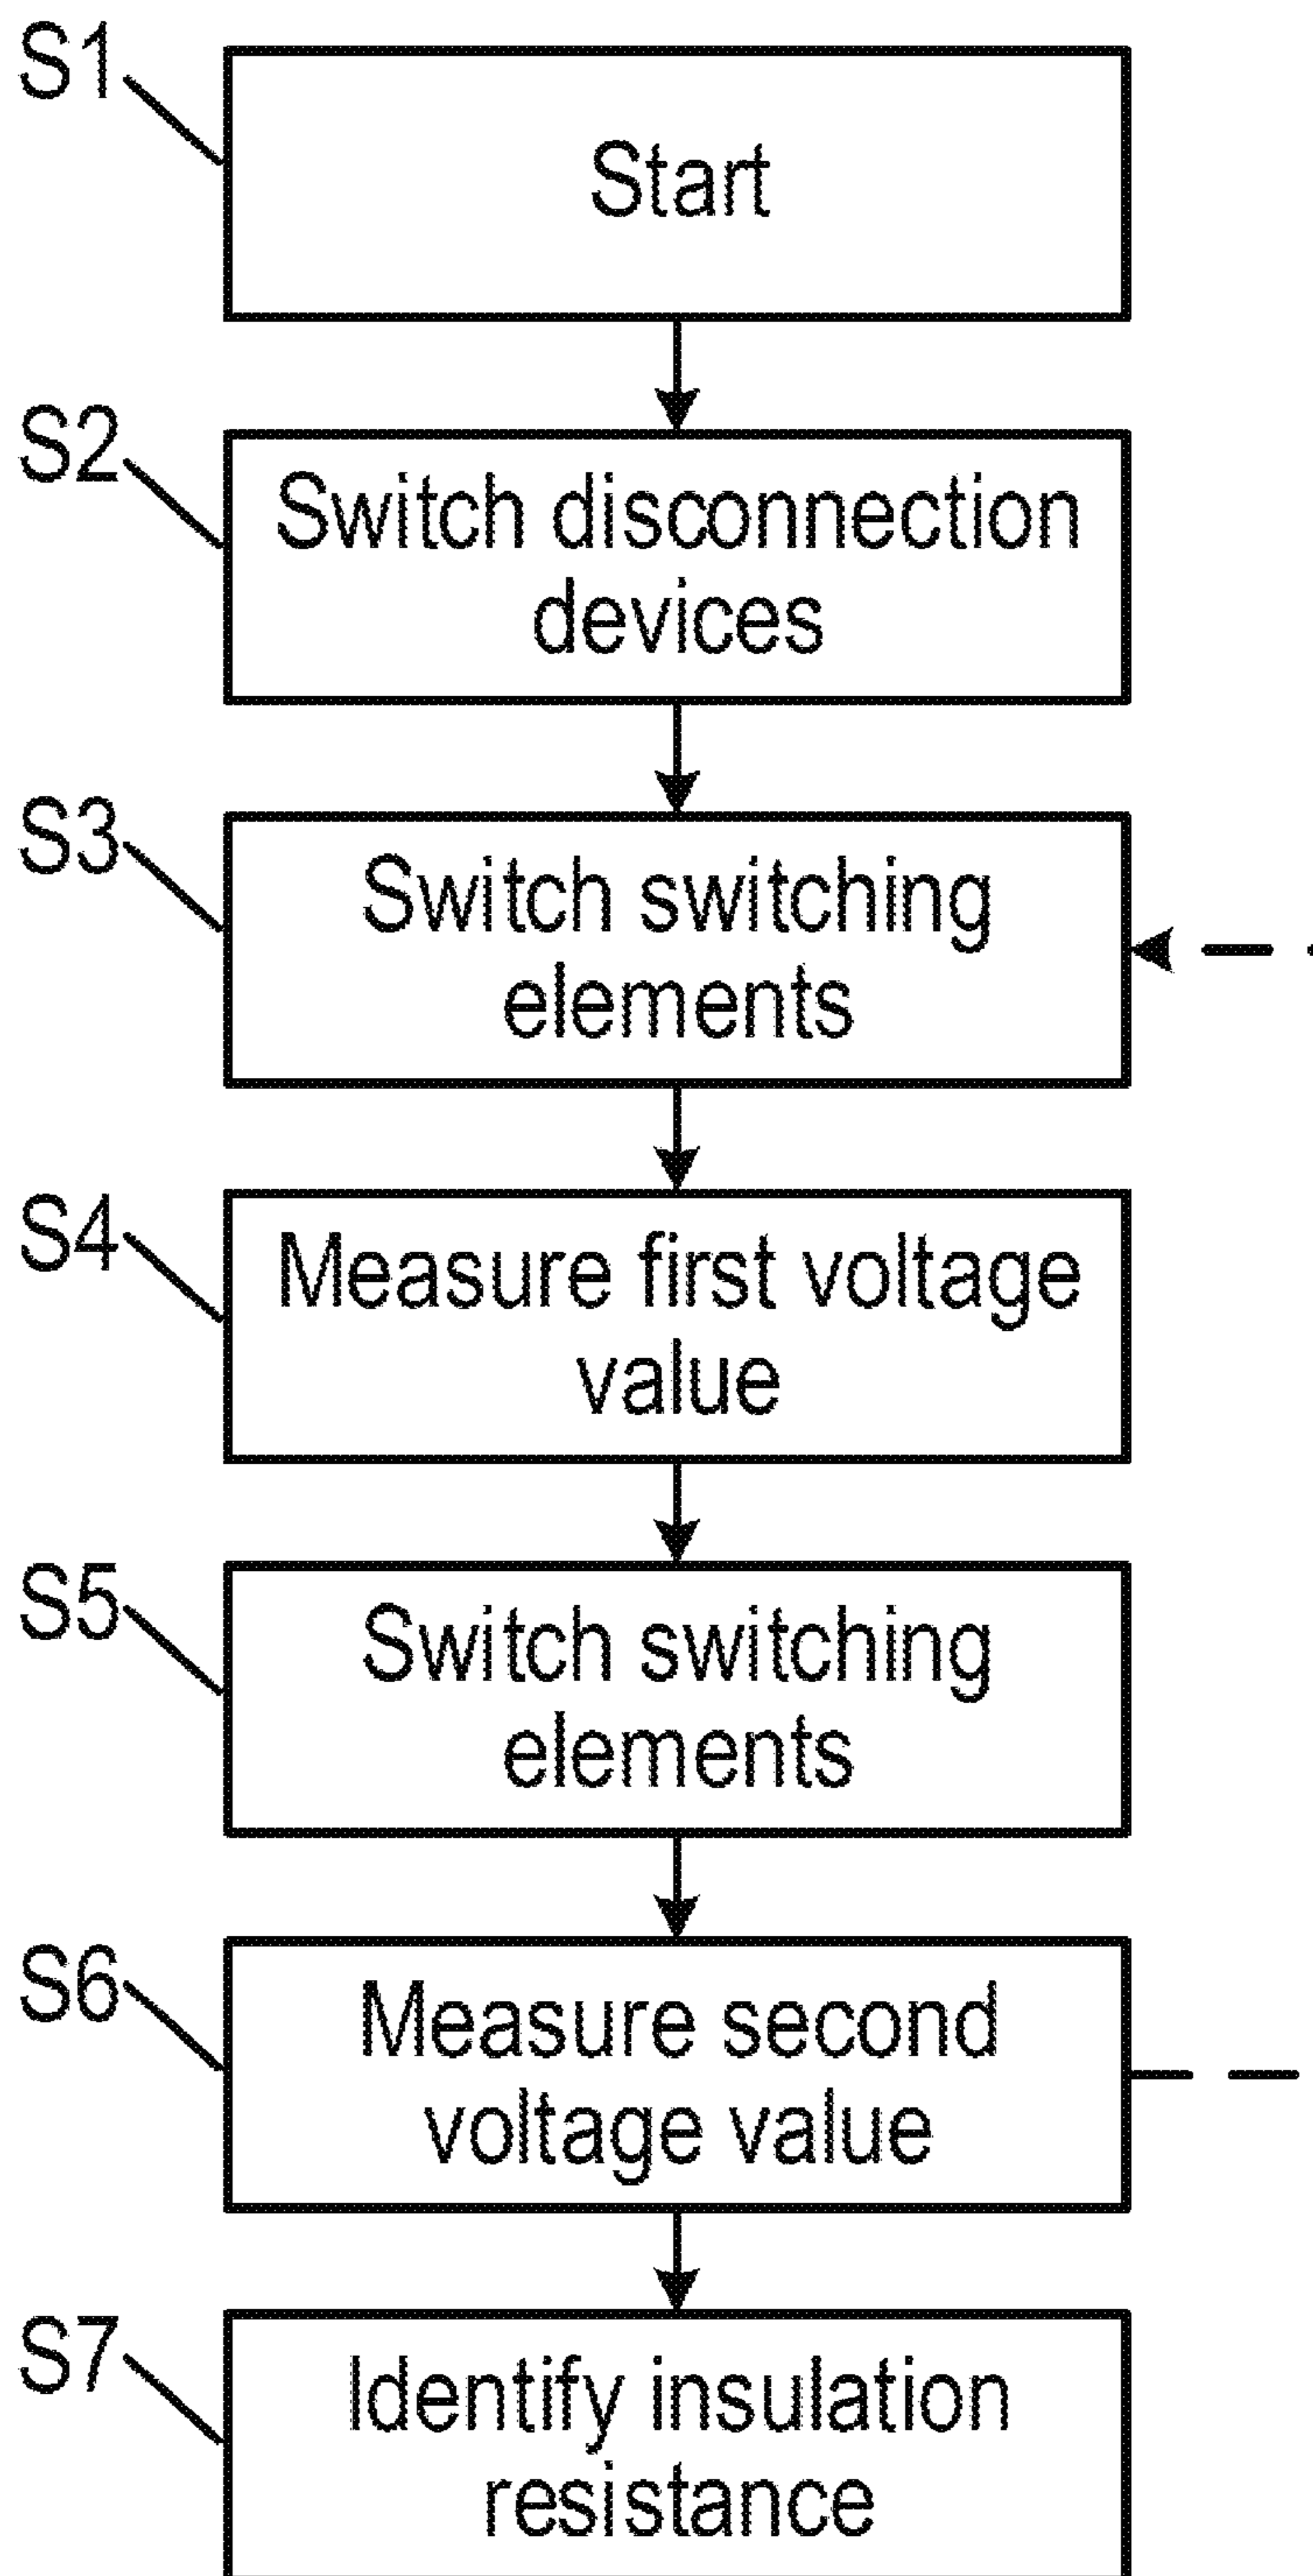 S1
Start
S2
Switch disconnection
devices
S3
Switch switching
elements
S4
Measure first voltage
value
S5
Switch switching
elements
S6
Measure second
voltage value
S7
Identify insulation
resistance